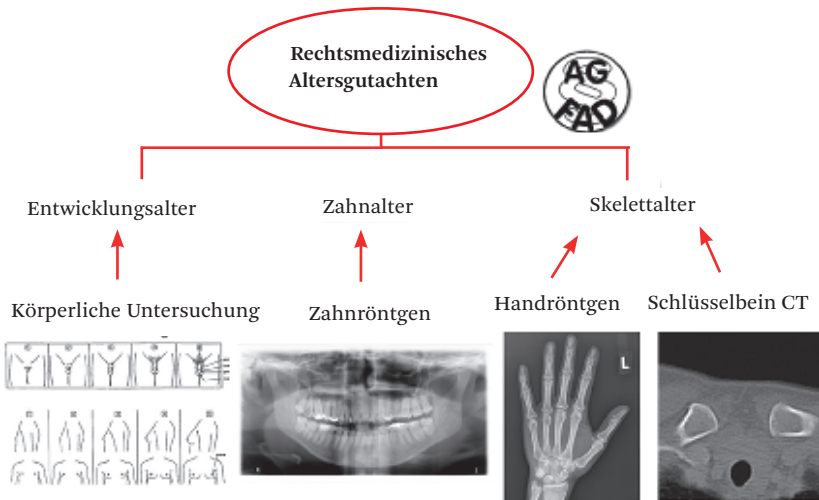 Rechtsmedizinisches
Altersgutachten
AG
FAD
Entwicklungsalter
Zahnalter
Skelettalter
Körperliche Untersuchung
Zahnröntgen
Handröntgen
Schlüsselbein CT
L